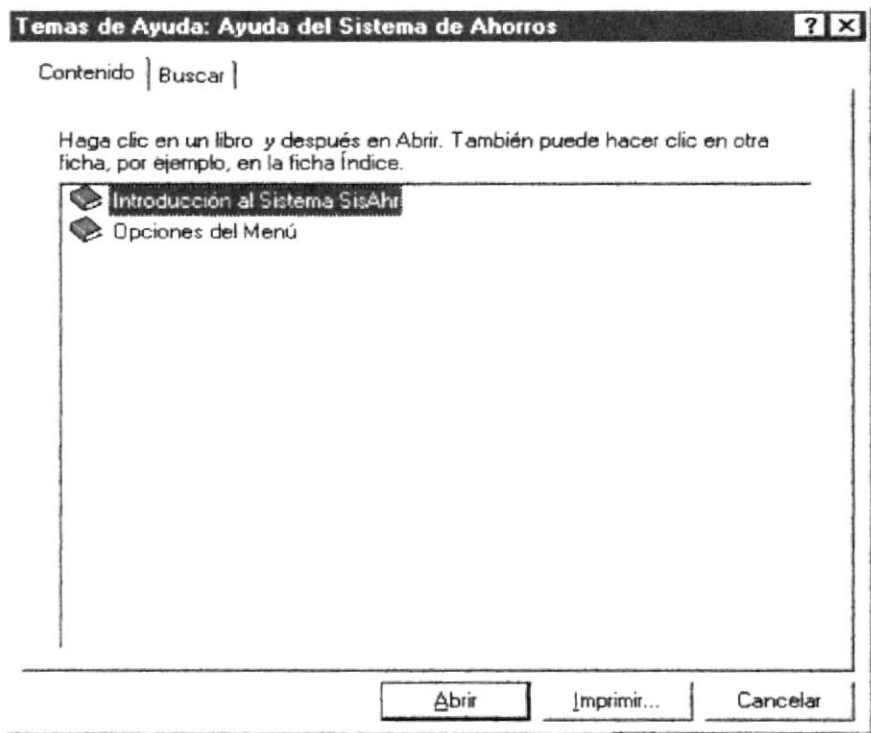 Temas de Ayuda: Ayuda del Sistema de Ahorros
Contenido
Buscar
Haga clic en un libro y después en Abrir. También puede hacer clic en otra
ficha, por ejemplo, en la ficha Índice.
Introducción al Sistema SisAhr
Opciones del Menú
Abrir
Imprimir...
Cancelar